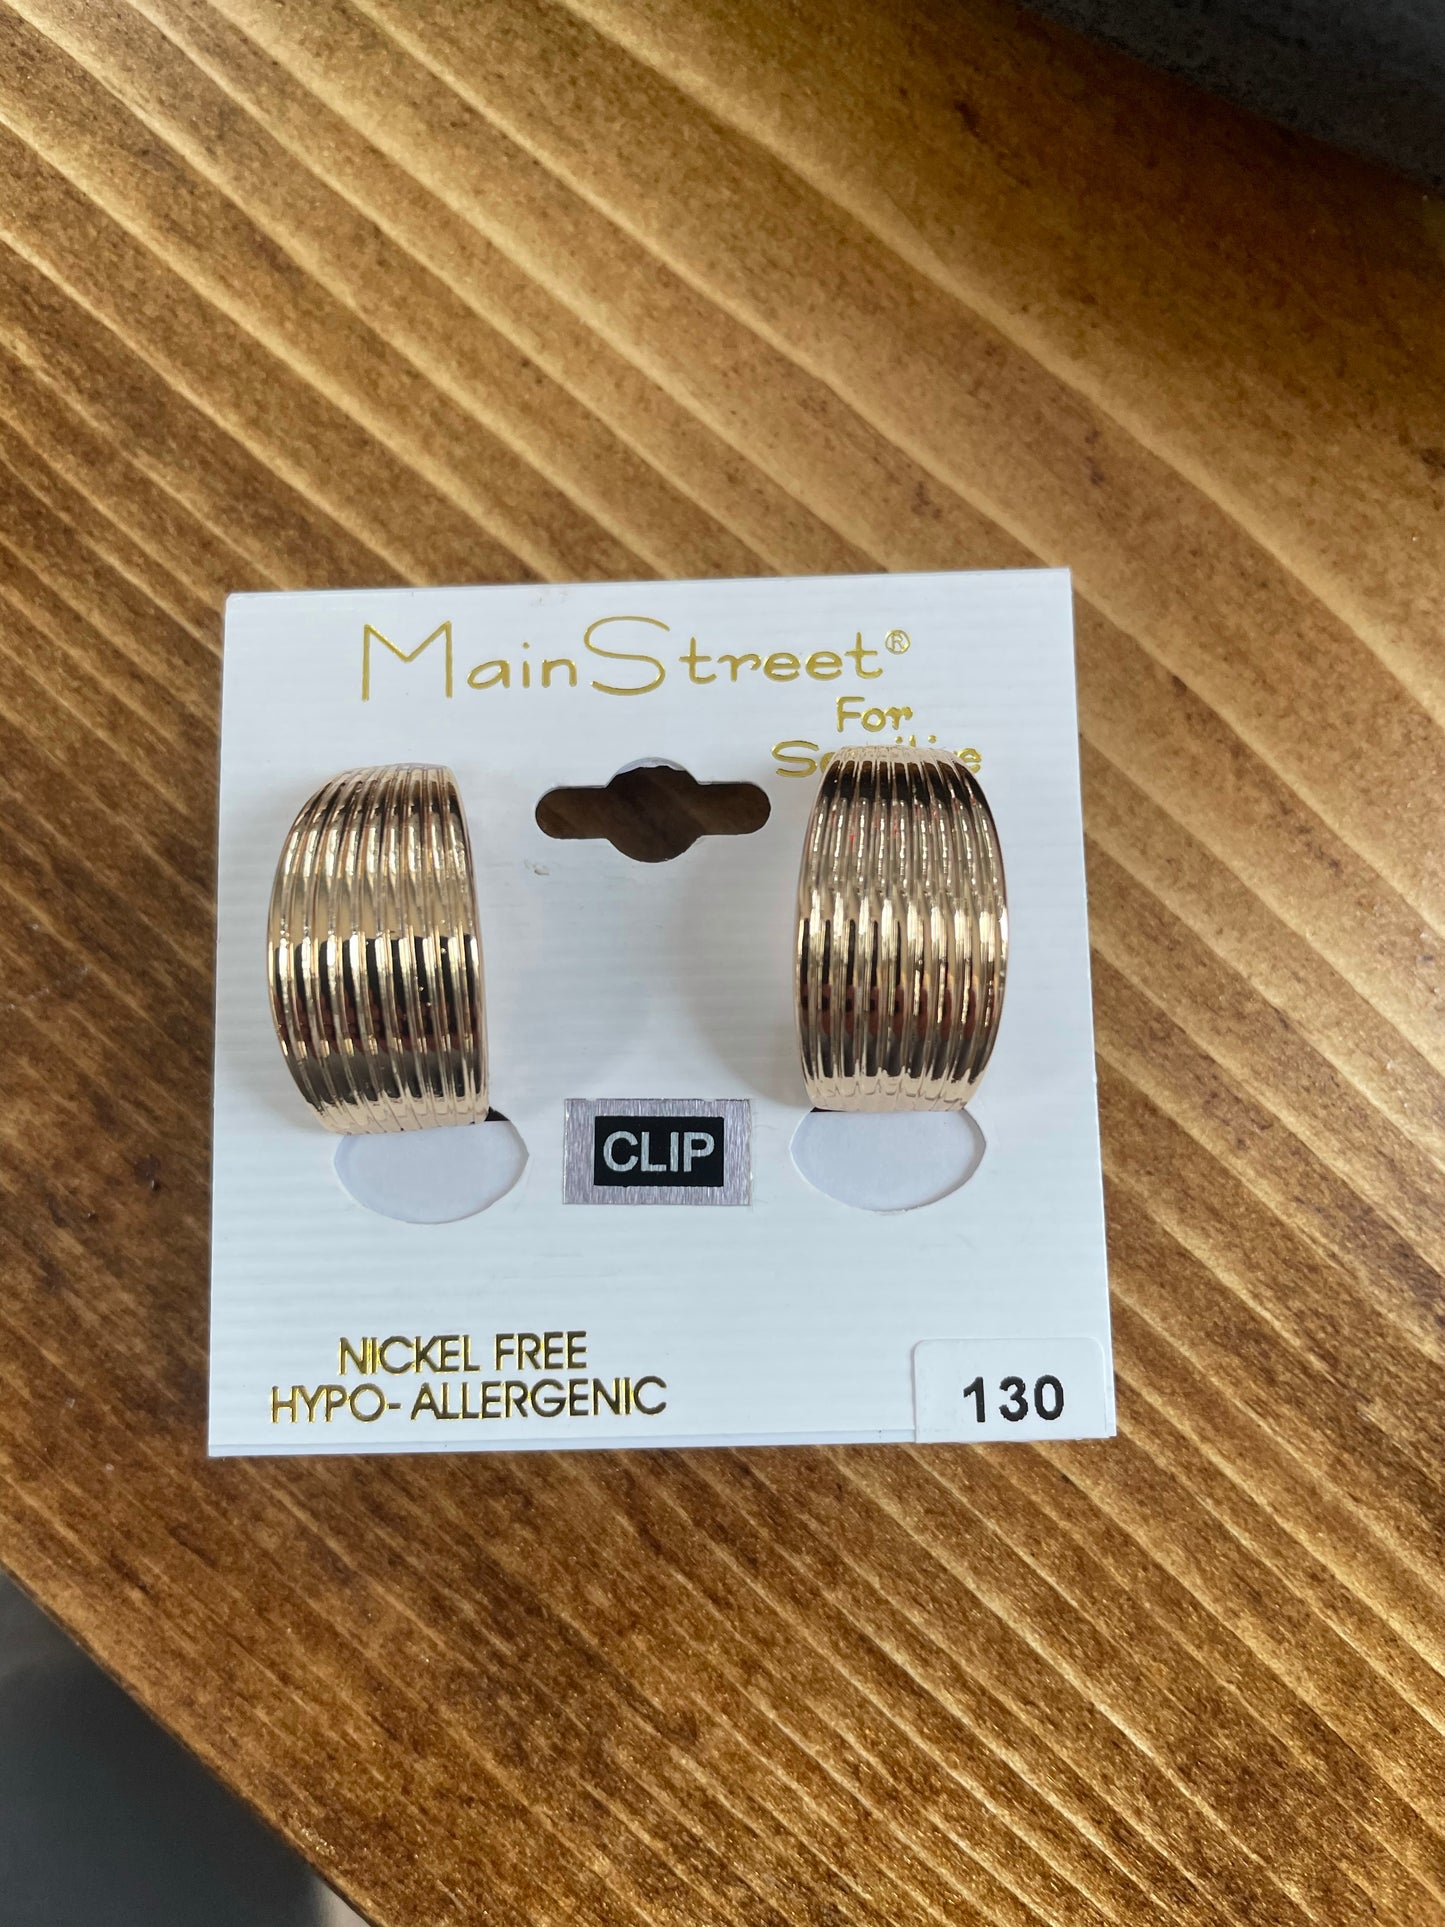 MainStreet®
For
CLIP
NICKEL FREE
HYPO-ALLERGENIC
130